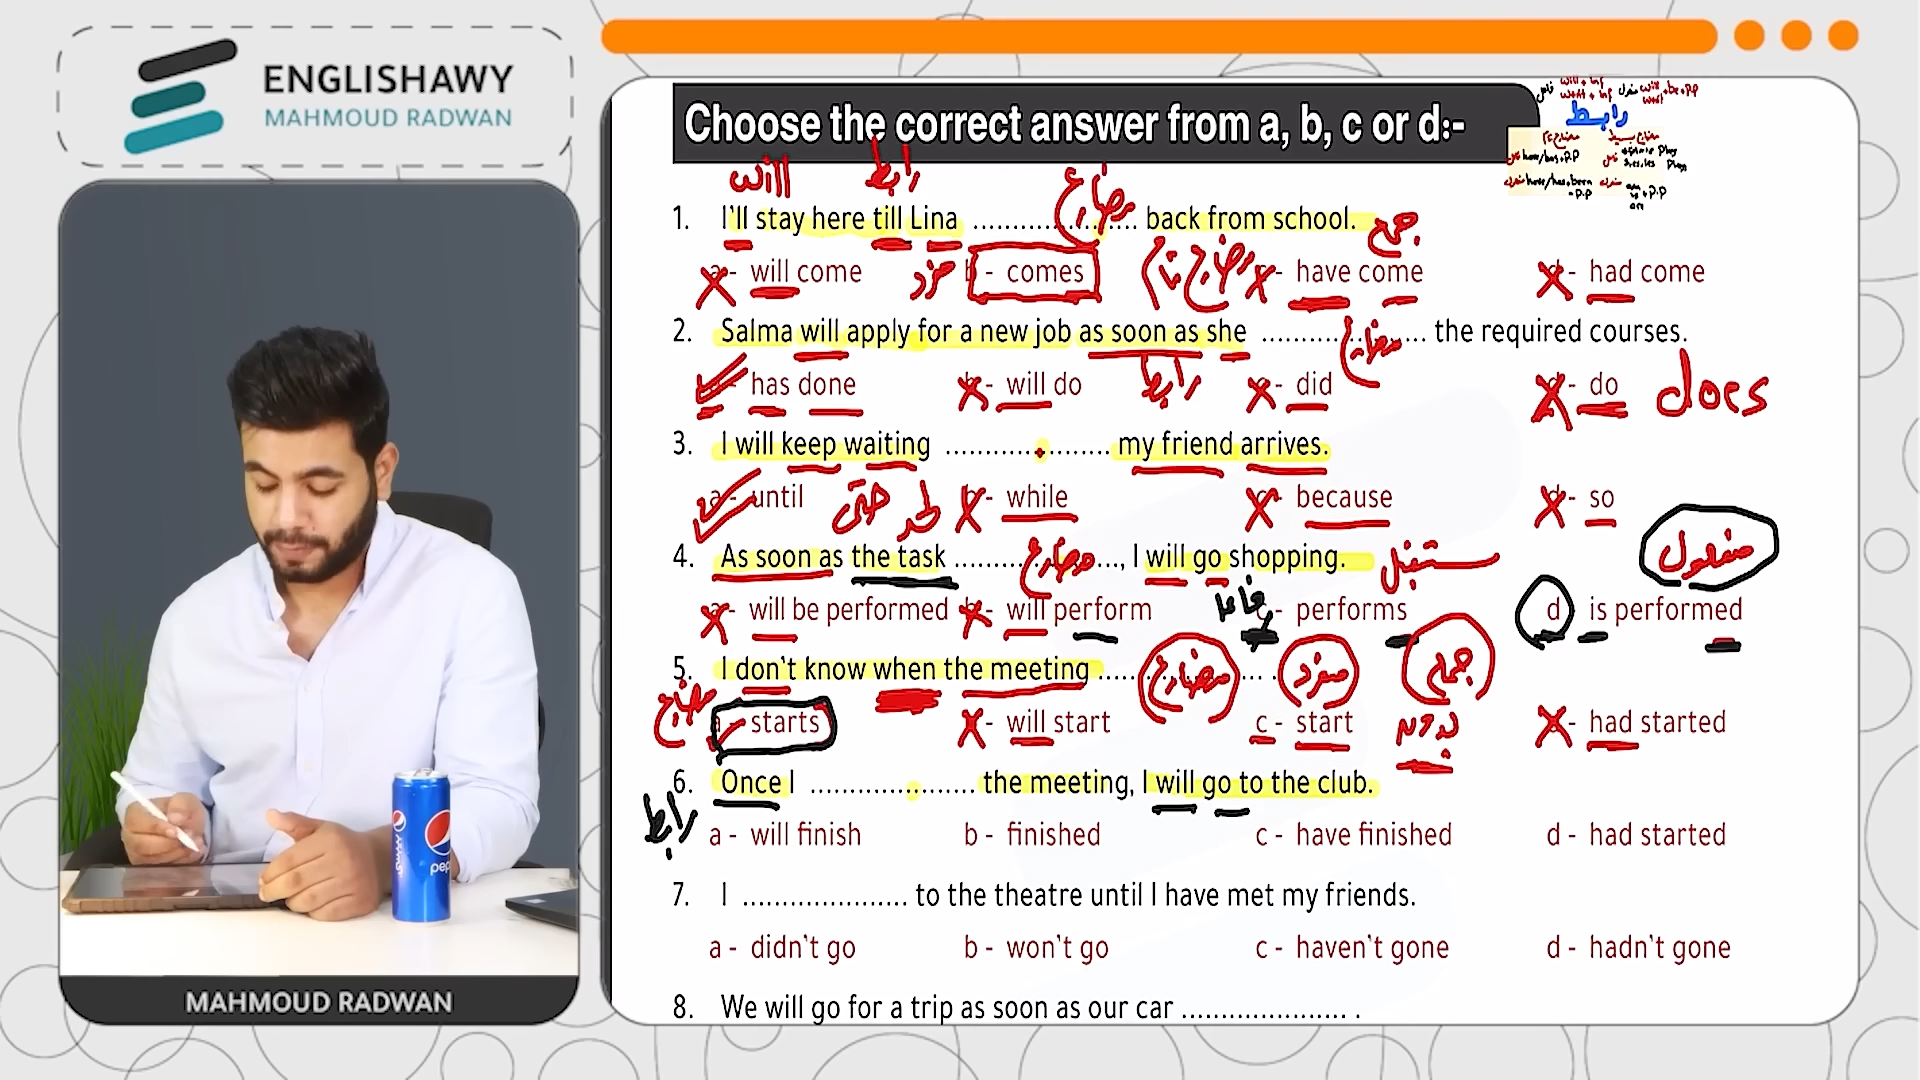 ENGLISHAWY
MAHMOUD RADWAN
Choose the correct answer from a, b, c or d:-
رابط
will رابط مضارع
1. I'll stay here till Lina ..................... back from school. جمع
a - will come مفرد b - comes مضارع تام c - have come d - had come
2. Salma will apply for a new job as soon as she ..................... the required courses. مضارع
a - has done b - will do رابط c - did d - do does
3. I will keep waiting ..................... my friend arrives.
a - until حتى b - while c - because d - so
4. As soon as the task ....................., I will go shopping. مضارع مستقبل مفعول
a - will be performed b - will perform فاعل c - performs d is performed
5. I don't know when the meeting ..................... . مضارع مفرد جمع
مضارع a - starts b - will start c - start d - had started
6. Once I ..................... the meeting, I will go to the club.
رابط a - will finish b - finished c - have finished d - had started
7. I ..................... to the theatre until I have met my friends.
a - didn't go b - won't go c - haven't gone d - hadn't gone
8. We will go for a trip as soon as our car ..................... .
pep
MAHMOUD RADWAN